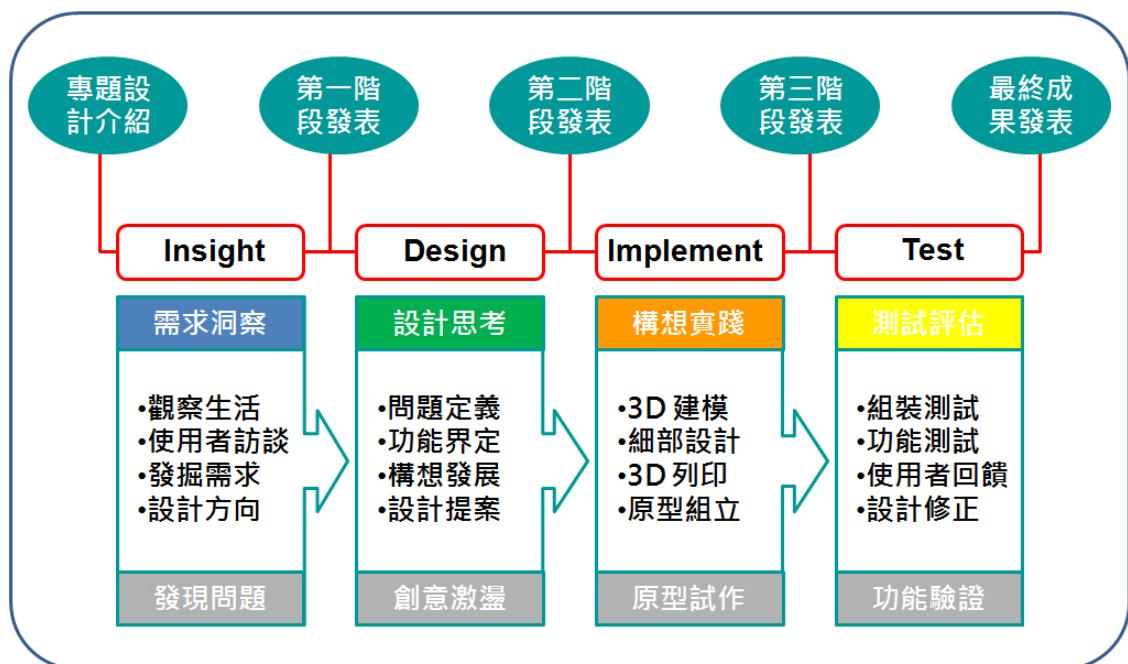 專題設
計介紹
第一階
段發表
第二階
段發表
第三階
段發表
最終成
果發表
Insight
Design
Implement
Test
需求洞察
•觀察生活
•使用者訪談
•發掘需求
•設計方向
發現問題
設計思考
•問題定義
•功能界定
•構想發展
•設計提案
創意激盪
構想實踐
•3D 建模
•細部設計
•3D 列印
•原型組立
原型試作
測試評估
•組裝測試
•功能測試
•使用者回饋
•設計修正
功能驗證